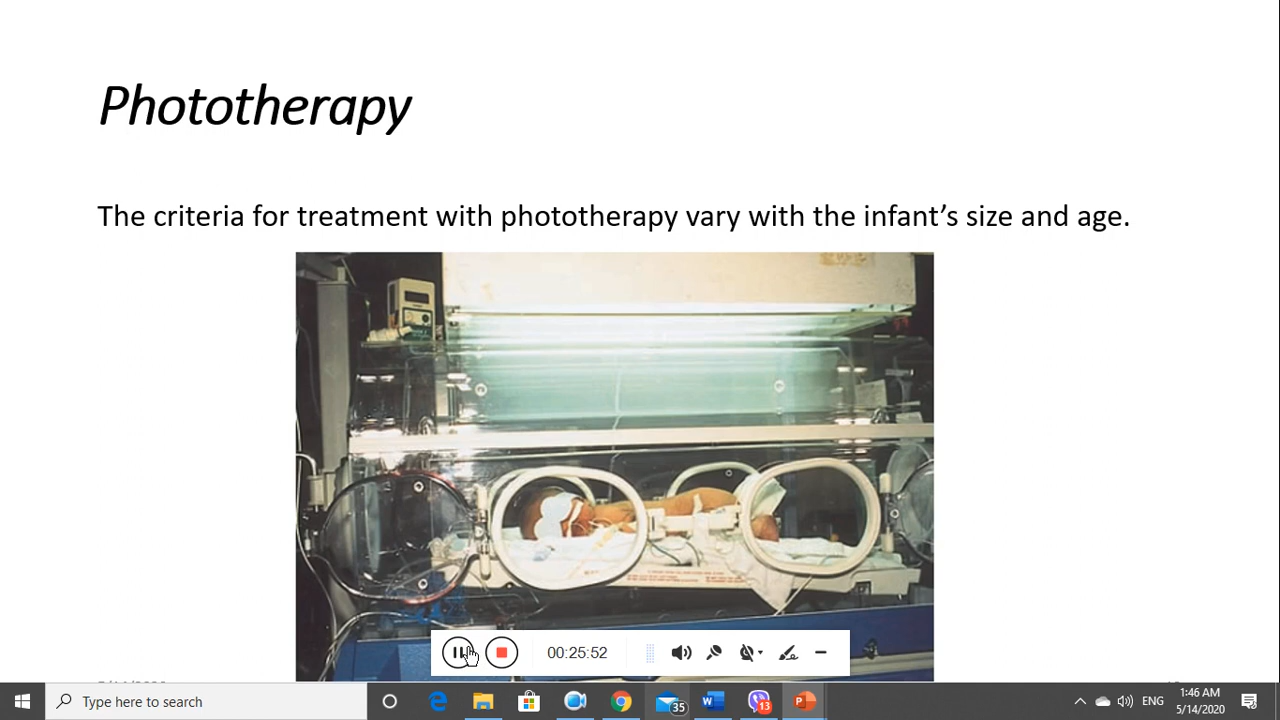 Phototherapy
The criteria for treatment with phototherapy vary with the infant’s size and age.
00:25:52
35
13
Type here to search
ENG
1:46 AM
5/14/2020